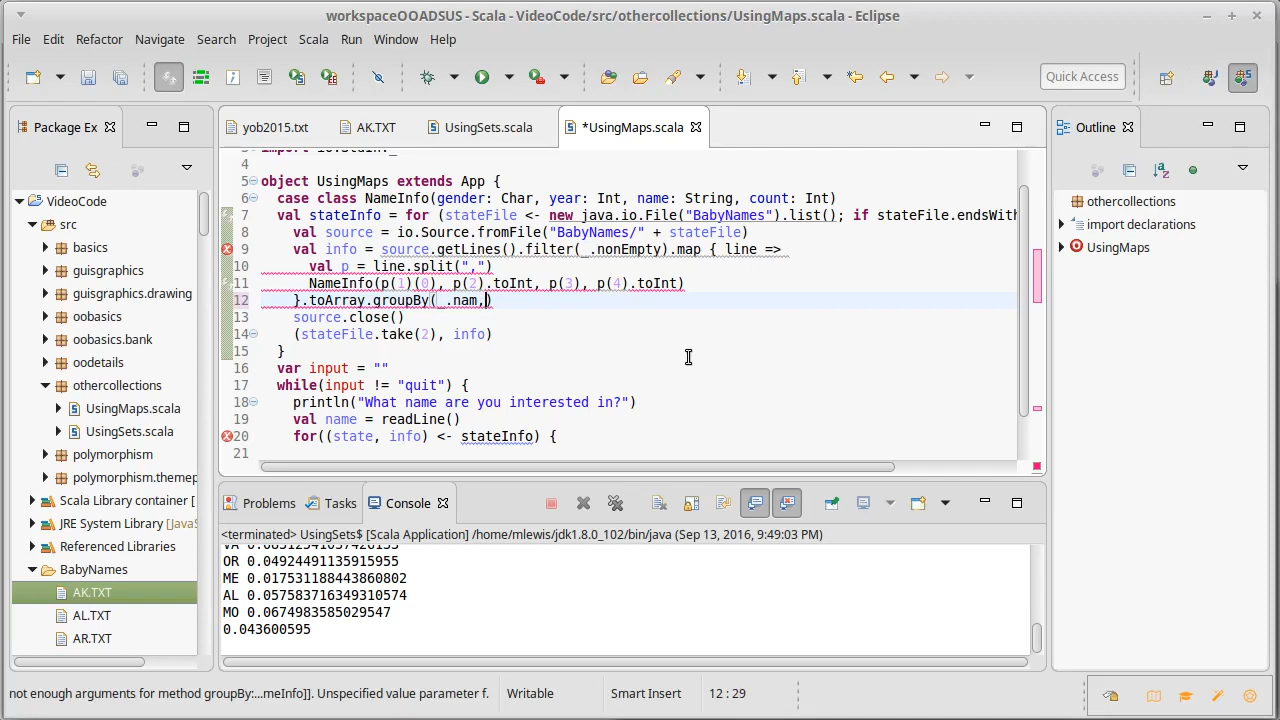 workspaceOOADSUS - Scala - VideoCode/src/othercollections/UsingMaps.scala - Eclipse
File Edit Refactor Navigate Search Project Scala Run Window Help
Quick Access
Package Ex
yob2015.txt AK.TXT UsingSets.scala *UsingMaps.scala
Outline
VideoCode
src
basics
guisgraphics
guisgraphics.drawing
oobasics
oobasics.bank
oodetails
othercollections
UsingMaps.scala
UsingSets.scala
polymorphism
polymorphism.themep
Scala Library container [
JRE System Library [JavaS
Referenced Libraries
BabyNames
AK.TXT
AL.TXT
AR.TXT
3 import io.StdIn._
4
5 object UsingMaps extends App {
6 case class NameInfo(gender: Char, year: Int, name: String, count: Int)
7 val stateInfo = for (stateFile <- new java.io.File("BabyNames").list(); if stateFile.endsWith
8 val source = io.Source.fromFile("BabyNames/" + stateFile)
9 val info = source.getLines().filter(_.nonEmpty).map { line =>
10 val p = line.split(",")
11 NameInfo(p(1)(0), p(2).toInt, p(3), p(4).toInt)
12 }.toArray.groupBy(_.nam,)
13 source.close()
14 (stateFile.take(2), info)
15 }
16 var input = ""
17 while(input != "quit") {
18 println("What name are you interested in?")
19 val name = readLine()
20 for((state, info) <- stateInfo) {
21
othercollections
import declarations
UsingMaps
Problems Tasks Console
<terminated> UsingSets$ [Scala Application] /home/mlewis/jdk1.8.0_102/bin/java (Sep 13, 2016, 9:49:03 PM)
OR 0.04924491135915955
ME 0.017531188443860802
AL 0.057583716349310574
MO 0.0674983585029547
0.043600595
not enough arguments for method groupBy:...meInfo]]. Unspecified value parameter f.
Writable
Smart Insert
12 : 29